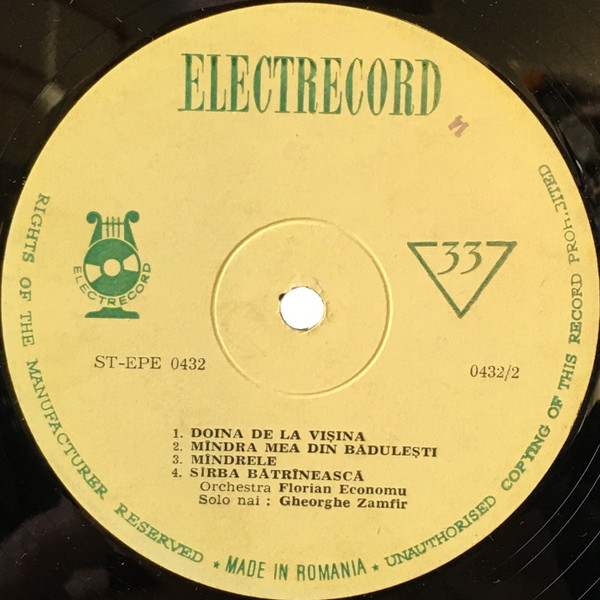 ELECTRECORD
ELECTRECORD
33
ST-EPE 0432
0432/2
1. DOINA DE LA VIȘINA
2. MÎNDRA MEA DIN BĂDULEȘTI
3. MÎNDRELE
4. SÎRBA BĂTRÎNEASCĂ
Orchestra Florian Economu
Solo nai : Gheorghe Zamfir
RIGHTS OF THE MANUFACTURER RESERVED ★ MADE IN ROMANIA ★ UNAUTHORISED COPYING OF THIS RECORD PROH.3ITED